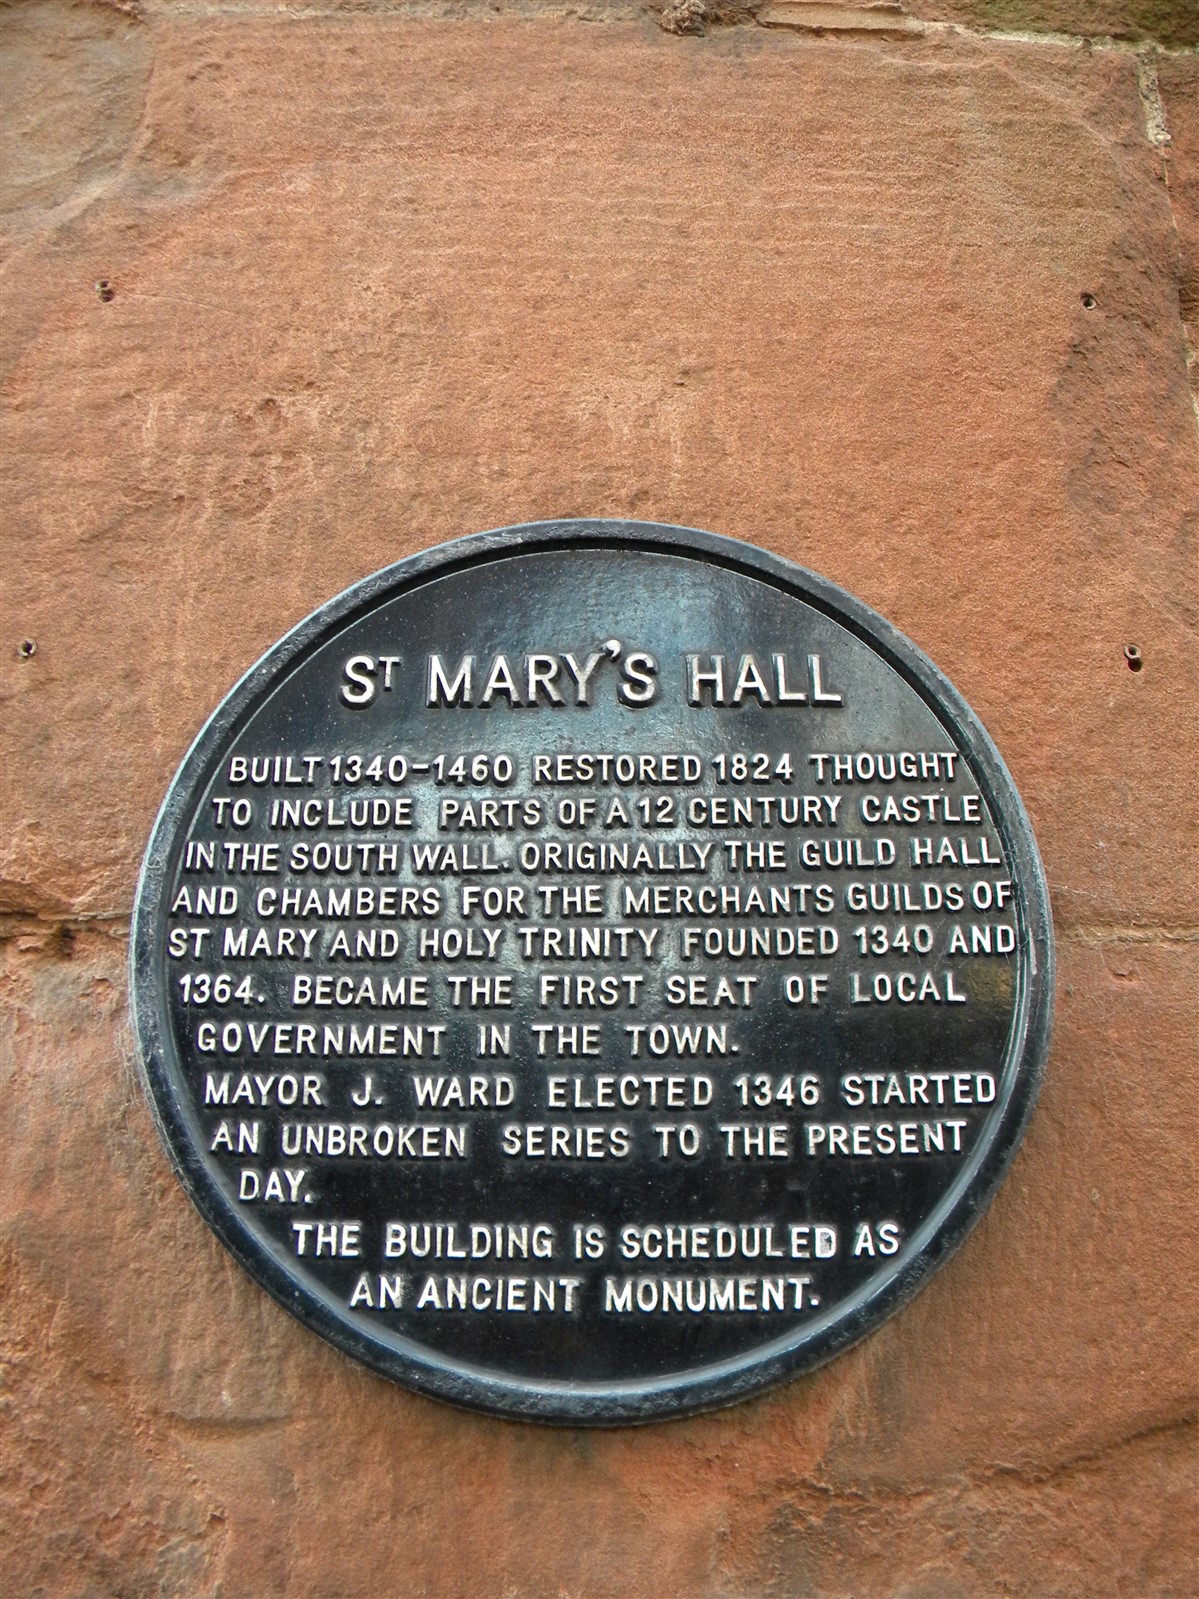 ST MARY'S HALL
BUILT 1340-1460 RESTORED 1824 THOUGHT
TO INCLUDE PARTS OF A 12 CENTURY CASTLE
IN THE SOUTH WALL. ORIGINALLY THE GUILD HALL
AND CHAMBERS FOR THE MERCHANTS GUILDS OF
ST MARY AND HOLY TRINITY FOUNDED 1340 AND
1364. BECAME THE FIRST SEAT OF LOCAL
GOVERNMENT IN THE TOWN.
MAYOR J. WARD ELECTED 1346 STARTED
AN UNBROKEN SERIES TO THE PRESENT
DAY.
THE BUILDING IS SCHEDULED AS
AN ANCIENT MONUMENT.